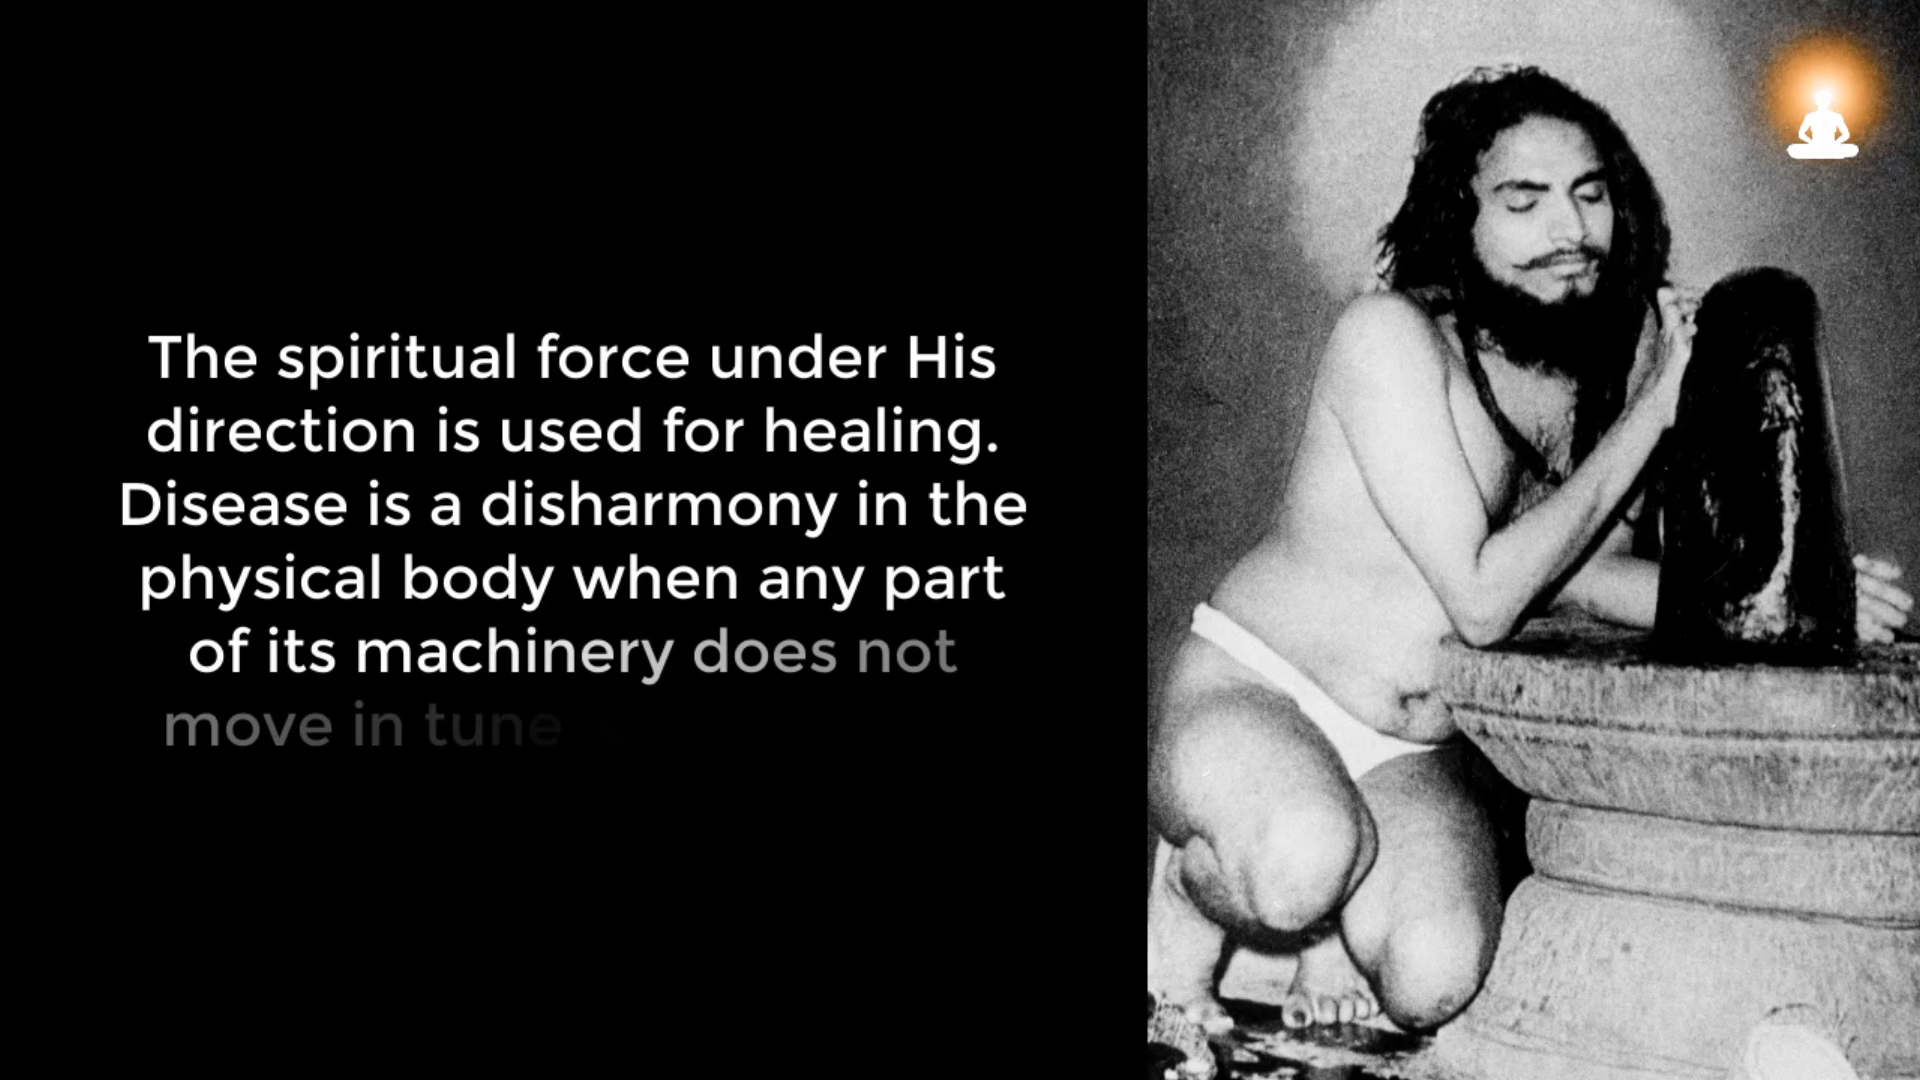 The spiritual force under His
direction is used for healing.
Disease is a disharmony in the
physical body when any part
of its machinery does not
move in tune